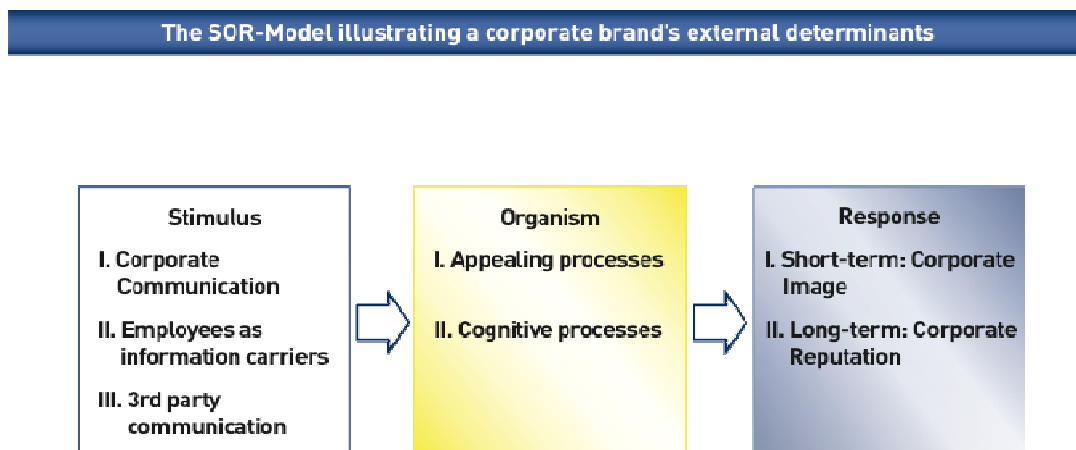 The SOR-Model illustrating a corporate brand's external determinants
Stimulus
I. Corporate
Communication
II. Employees as
information carriers
III. 3rd party
communication
Organism
I. Appealing processes
II. Cognitive processes
Response
I. Short-term: Corporate
Image
II. Long-term: Corporate
Reputation